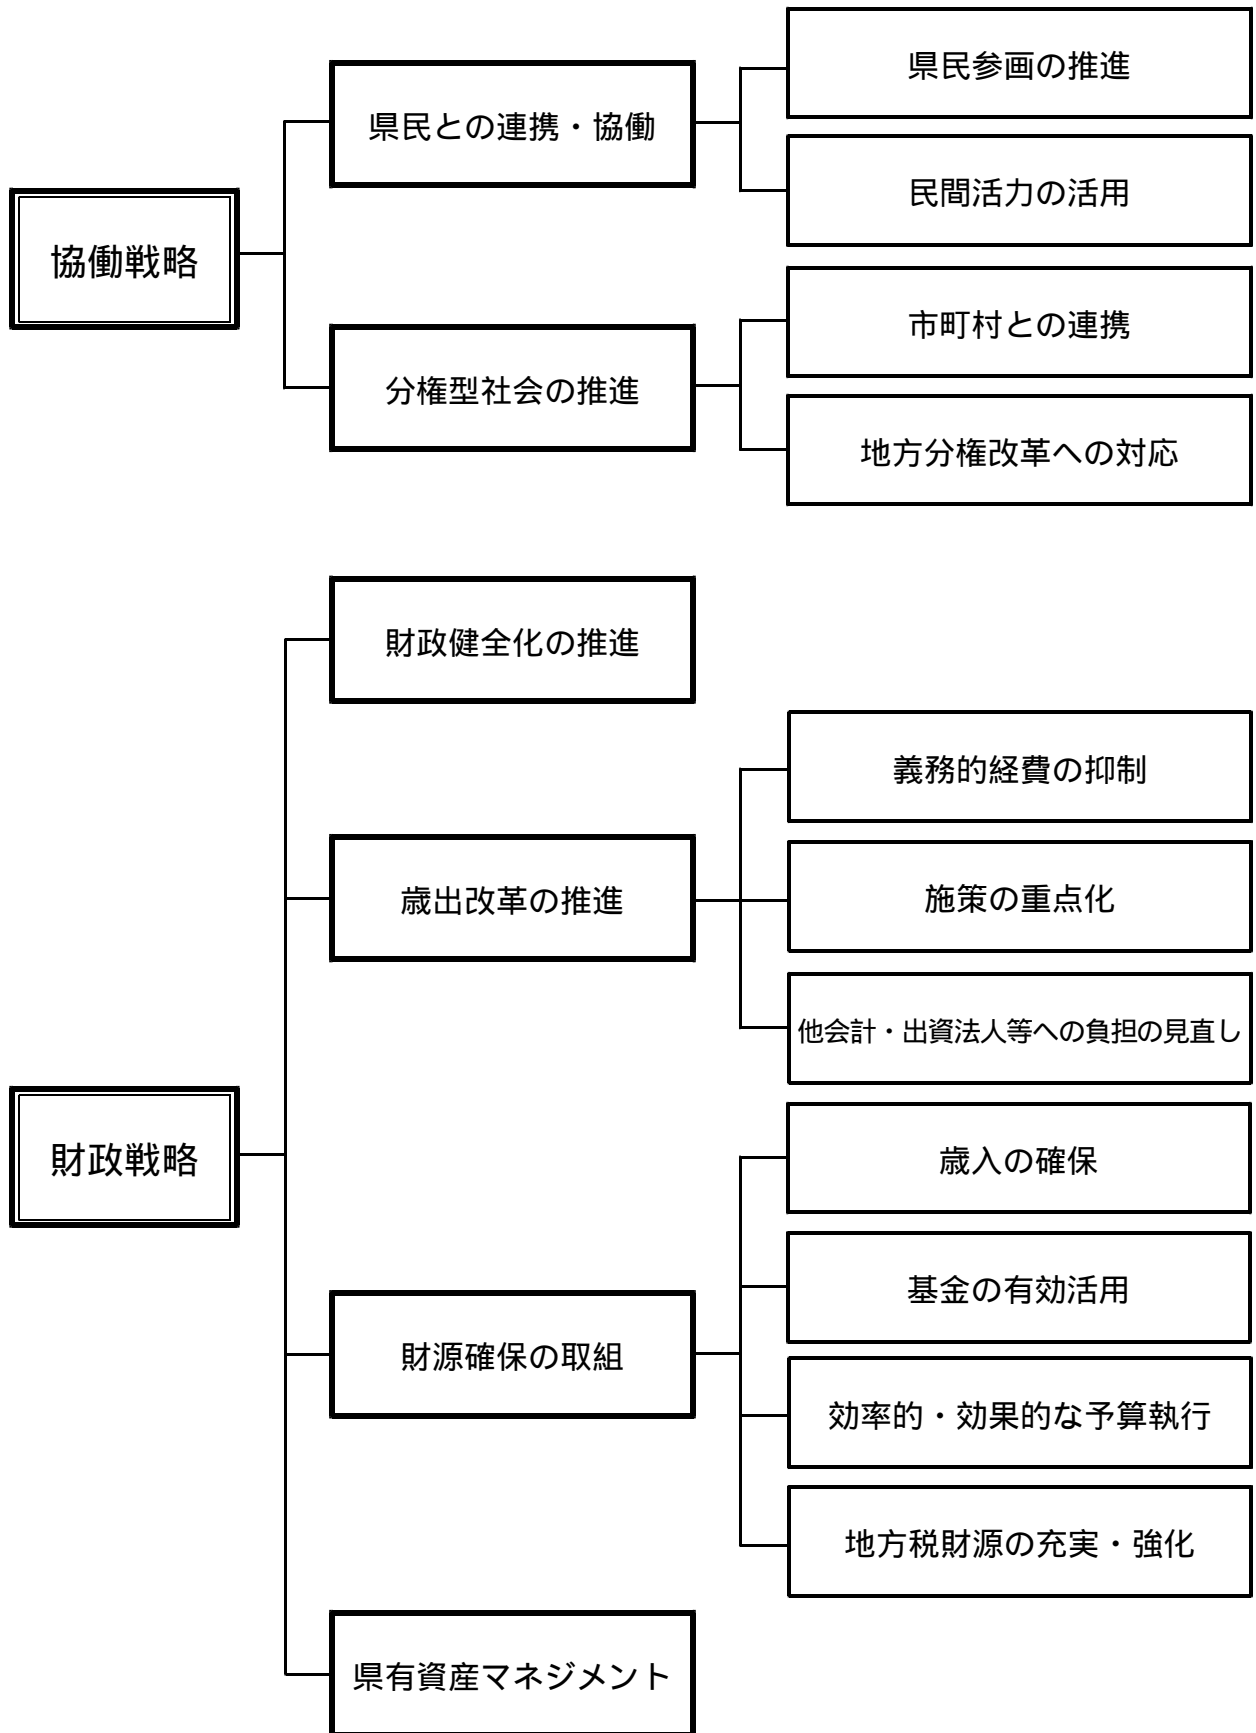 協働戦略
県民との連携・協働
県民参画の推進
民間活力の活用
分権型社会の推進
市町村との連携
地方分権改革への対応
財政戦略
財政健全化の推進
歳出改革の推進
義務的経費の抑制
施策の重点化
他会計・出資法人等への負担の見直し
財源確保の取組
歳入の確保
基金の有効活用
効率的・効果的な予算執行
地方税財源の充実・強化
県有資産マネジメント